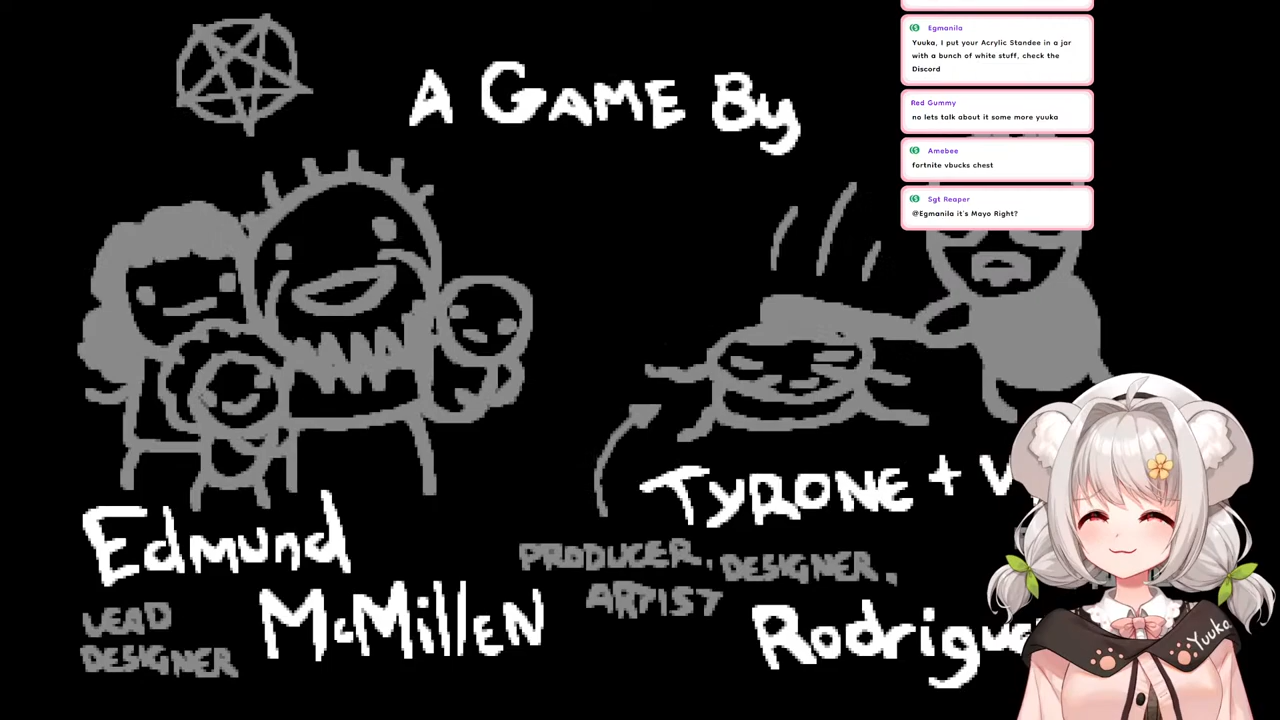 A GAME By
Egmanila
Yuuka, I put your Acrylic Standee in a jar
with a bunch of white stuff, check the
Discord
Red Gummy
no lets talk about it some more yuuka
Amebee
fortnite vbucks chest
Sgt Reaper
@Egmanila it's Mayo Right?
Edmund
McMillen
LEAD
DESIGNER
TYRONE +
PRODUCER, DESIGNER,
ARTIST
Yuuka